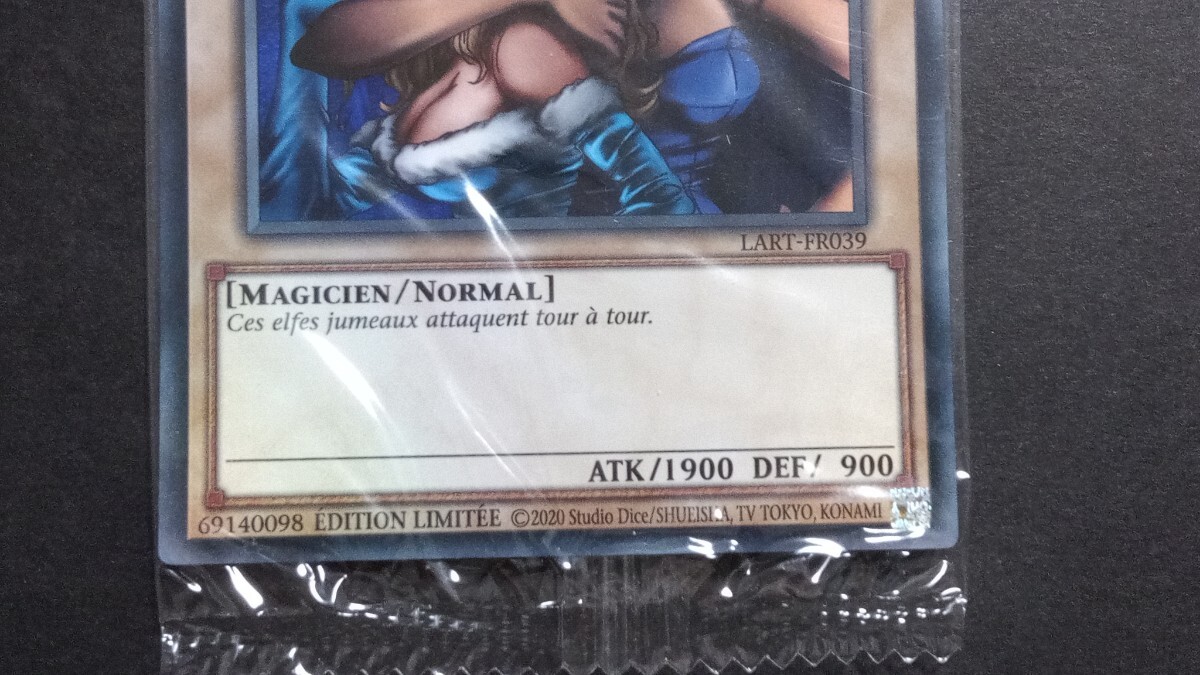 LART-FR039
[MAGICIEN/NORMAL]
Ces elfes jumeaux attaquent tour à tour.
ATK/1900 DEF/ 900
69140098 ÉDITION LIMITÉE ©2020 Studio Dice/SHUEISHA, TV TOKYO, KONAMI